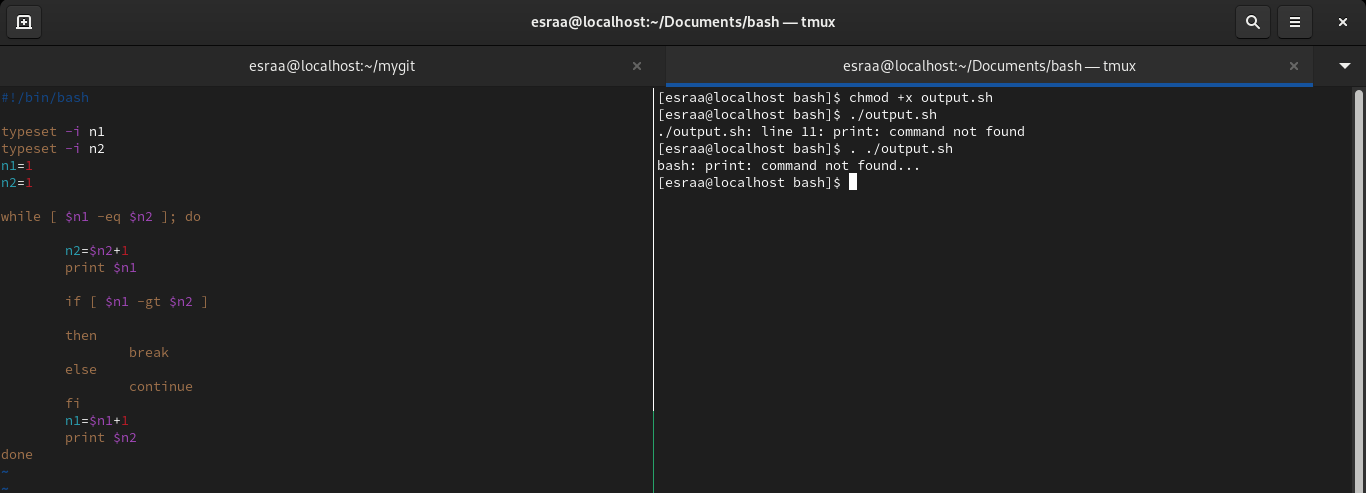 esraa@localhost:~/Documents/bash — tmux
esraa@localhost:~/mygit
esraa@localhost:~/Documents/bash — tmux
#!/bin/bash
typeset -i n1
typeset -i n2
n1=1
n2=1
while [ $n1 -eq $n2 ]; do
n2=$n2+1
print $n1
if [ $n1 -gt $n2 ]
then
break
else
continue
fi
n1=$n1+1
print $n2
done
~
~
[esraa@localhost bash]$ chmod +x output.sh
[esraa@localhost bash]$ ./output.sh
./output.sh: line 11: print: command not found
[esraa@localhost bash]$ . ./output.sh
bash: print: command not found...
[esraa@localhost bash]$